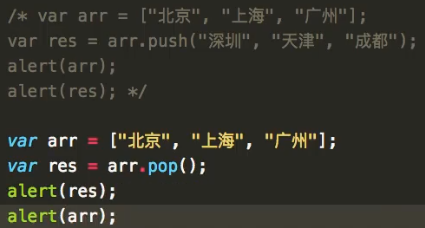 /* var arr = ["北京", "上海", "广州"];
var res = arr.push("深圳", "天津", "成都");
alert(arr);
alert(res); */
var arr = ["北京", "上海", "广州"];
var res = arr.pop();
alert(res);
alert(arr);